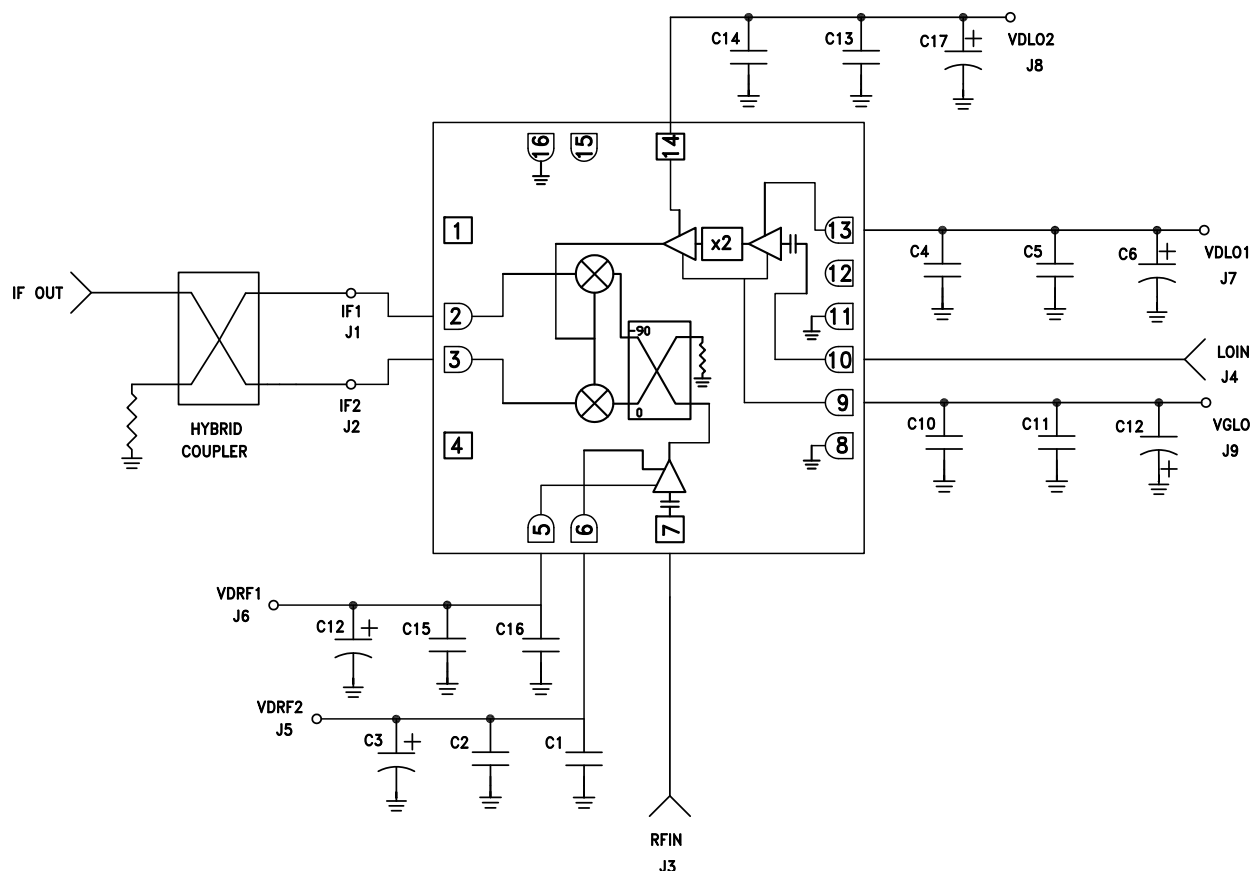 C14
C13
C17
+
VDLO2
J8
16
15
14
1
13
x2
C4
C5
C6
+
VDLO1
J7
12
IF OUT
IF1
J1
2
11
-90
3
10
LOIN
J4
IF2
J2
0
9
C10
C11
C12
+
VGLO
J9
HYBRID
COUPLER
4
8
5
6
7
VDRF1
J6
C12
+
C15
C16
VDRF2
J5
C3
+
C2
C1
RFIN
J3